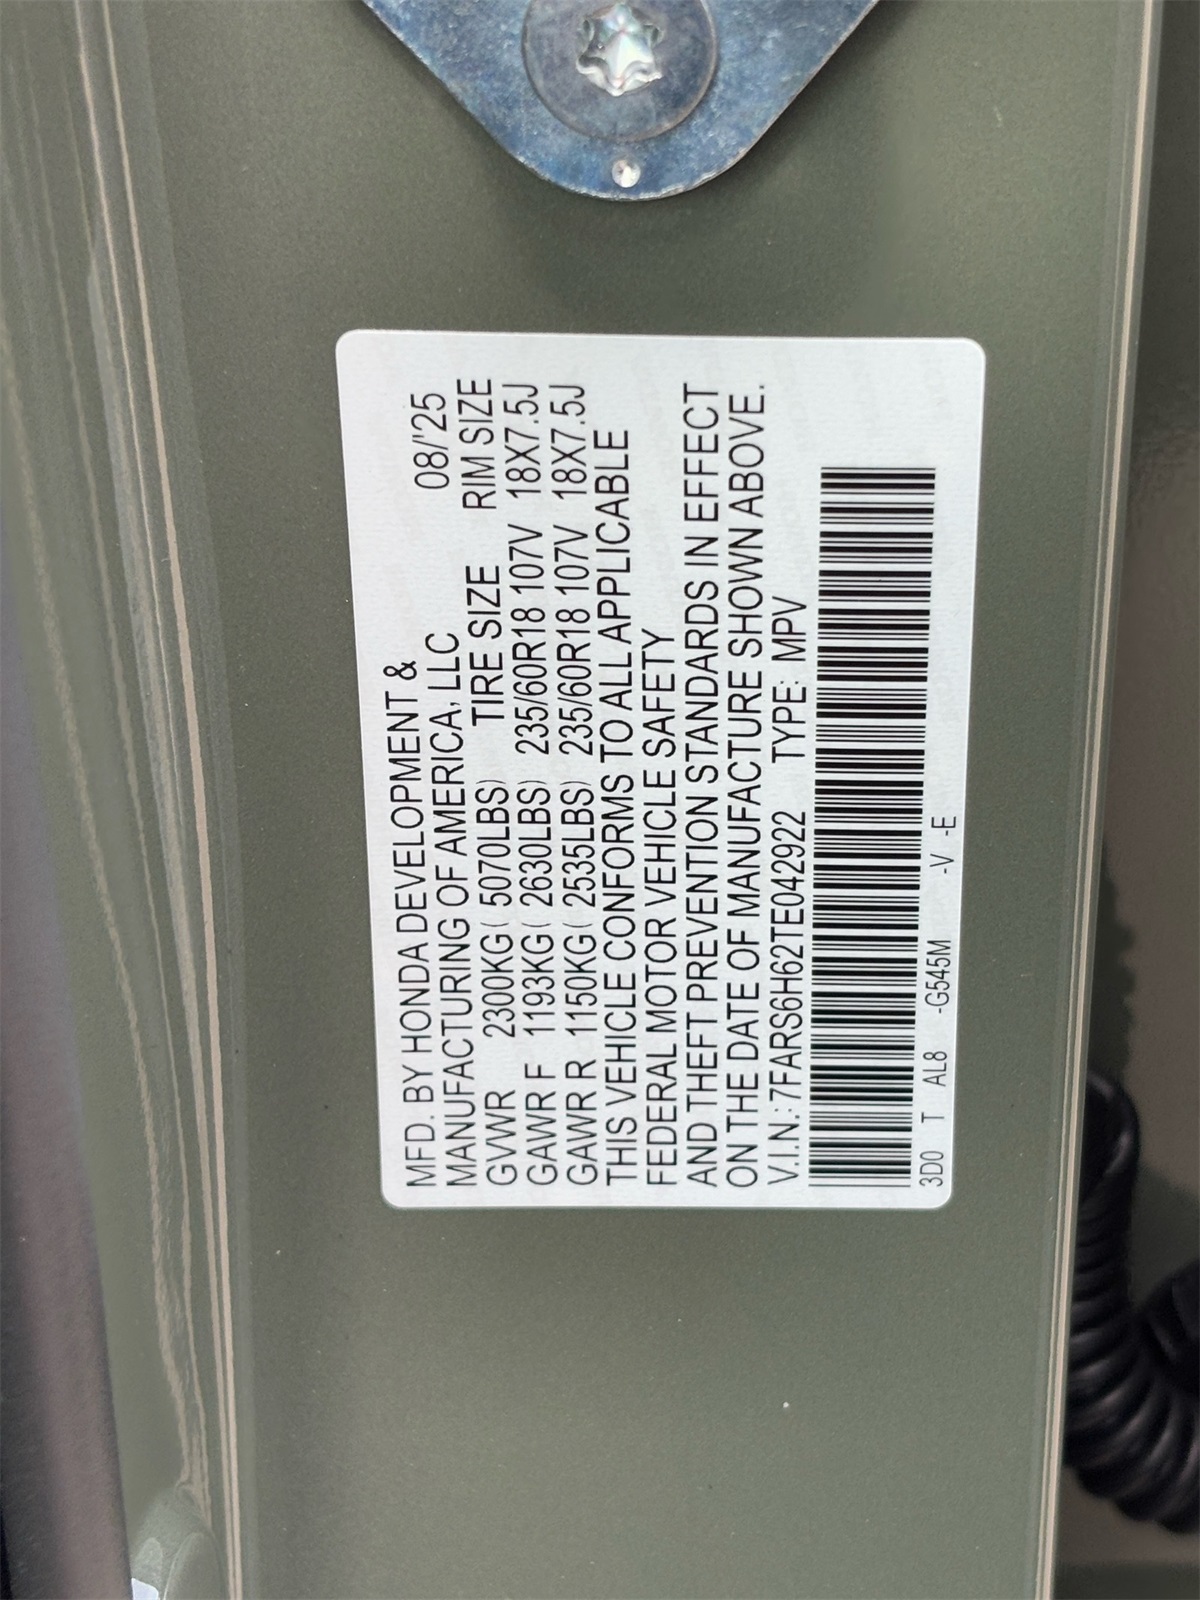 MFD. BY HONDA DEVELOPMENT &
MANUFACTURING OF AMERICA, LLC 08/'25
GVWR TIRE SIZE RIM SIZE
2300KG( 5070LBS)
GAWR F 1193KG( 2630LBS) 235/60R18 107V 18X7.5J
GAWR R 1150KG( 2535LBS) 235/60R18 107V 18X7.5J
THIS VEHICLE CONFORMS TO ALL APPLICABLE
FEDERAL MOTOR VEHICLE SAFETY
AND THEFT PREVENTION STANDARDS IN EFFECT
ON THE DATE OF MANUFACTURE SHOWN ABOVE.
V.I.N.: 7FARS6H62TE042922 TYPE: MPV
3D0 T AL8 -G545M -V -E